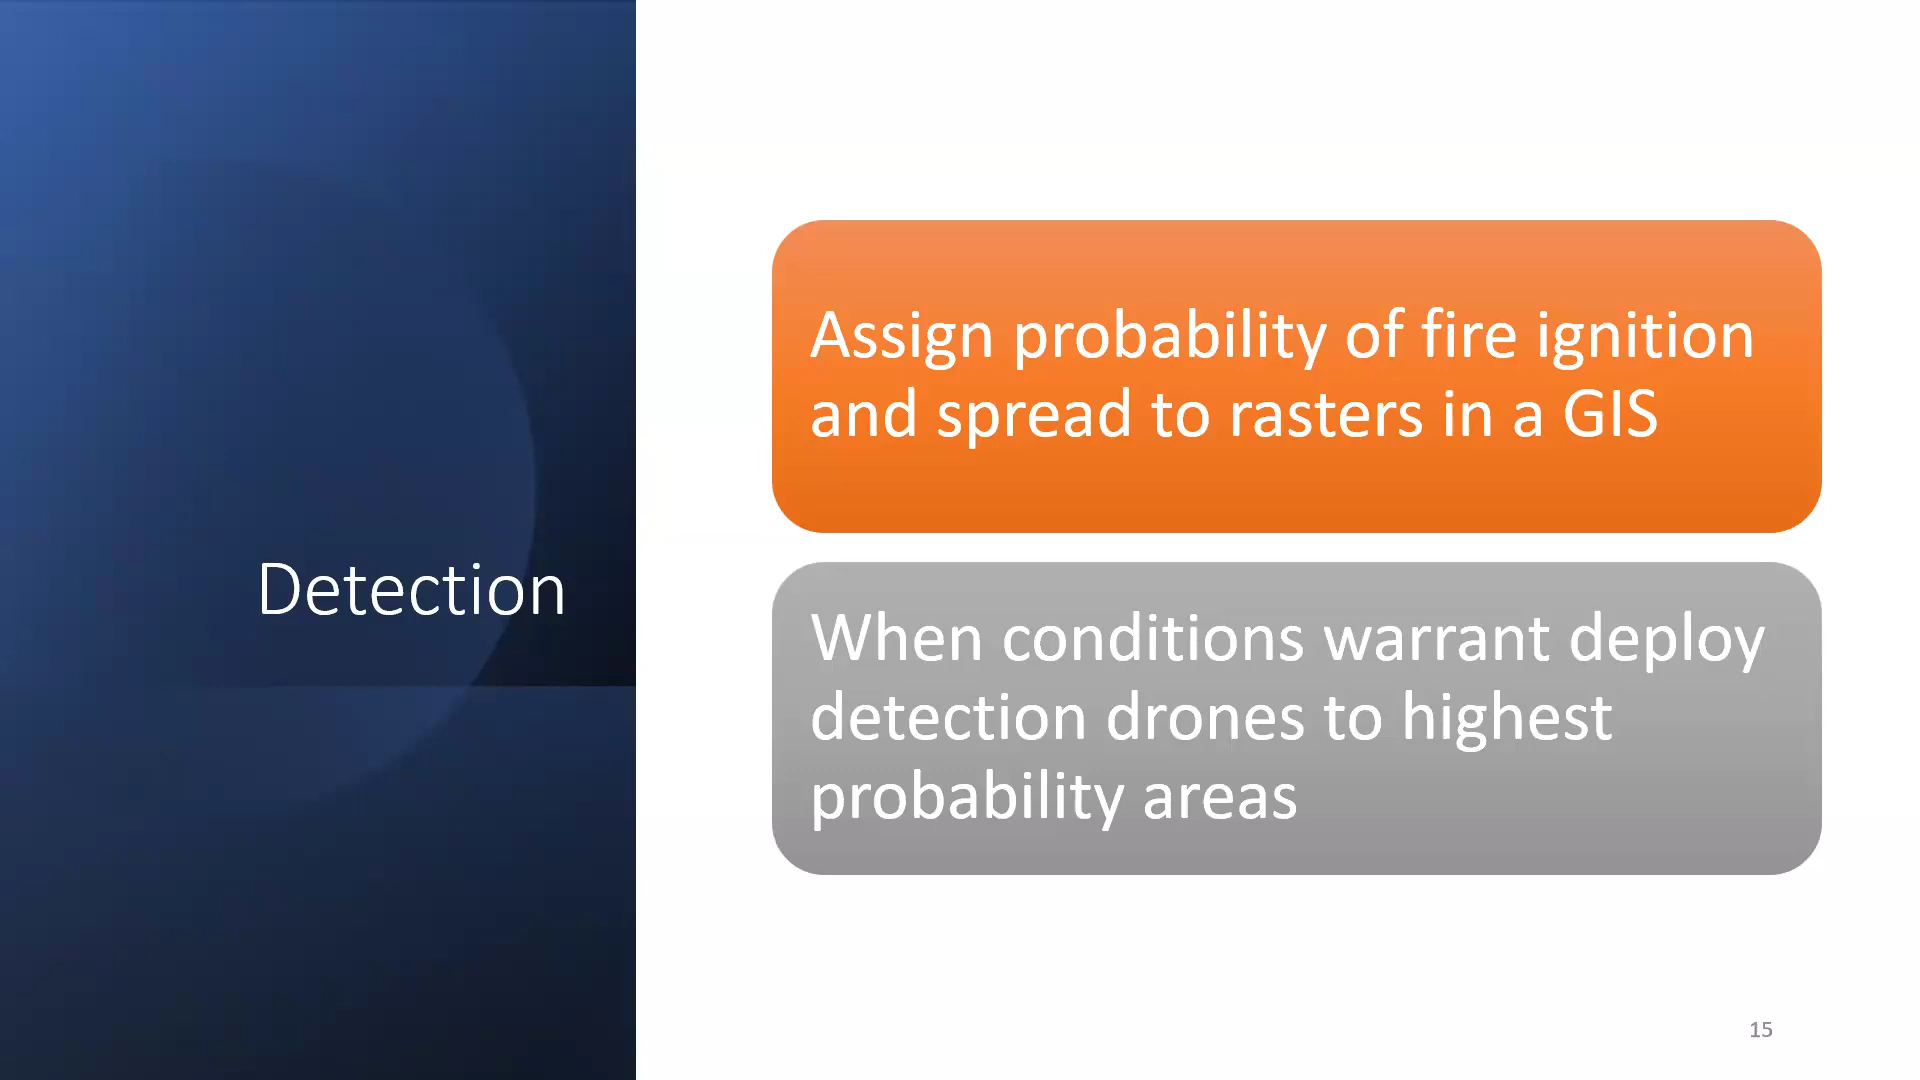 Detection
Assign probability of fire ignition
and spread to rasters in a GIS
When conditions warrant deploy
detection drones to highest
probability areas
15